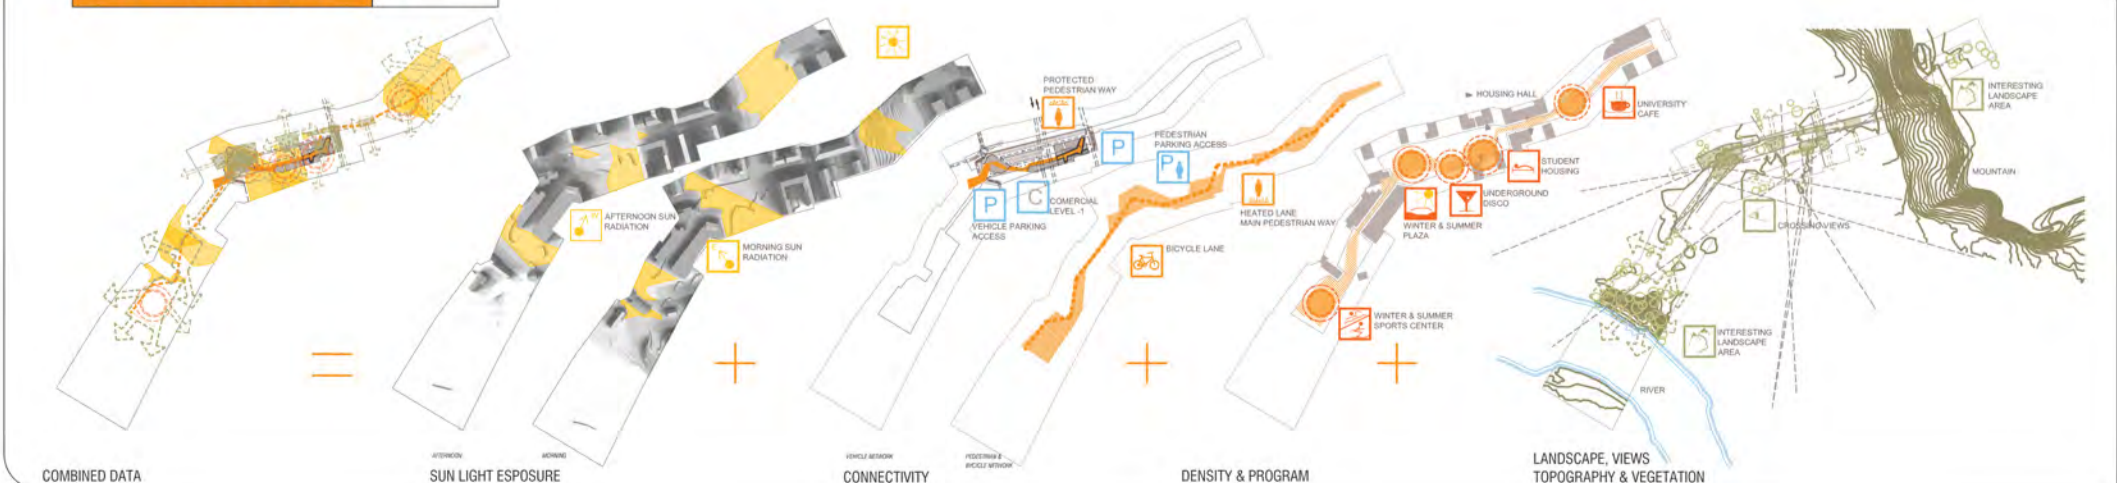 AFTERNOON SUN
RADIATION
MORNING SUN
RADIATION
PROTECTED
PEDESTRIAN WAY
P
PEDESTRIAN
PARKING ACCESS
P
P
C
COMERCIAL
LEVEL -1
VEHICLE PARKING
ACCESS
HEATED LANE
MAIN PEDESTRIAN WAY
BICYCLE LANE
HOUSING HALL
UNIVERSITY
CAFE
STUDENT
HOUSING
UNDERGROUND
DISCO
WINTER & SUMMER
PLAZA
WINTER & SUMMER
SPORTS CENTER
INTERESTING
LANDSCAPE
AREA
MOUNTAIN
CROSSING VIEWS
INTERESTING
LANDSCAPE
AREA
RIVER
AFTERNOON
MORNING
VEHICLE NETWORK
PEDESTRIAN &
BYCICLE NETWORK
COMBINED DATA
SUN LIGHT ESPOSURE
CONNECTIVITY
DENSITY & PROGRAM
LANDSCAPE, VIEWS
TOPOGRAPHY & VEGETATION